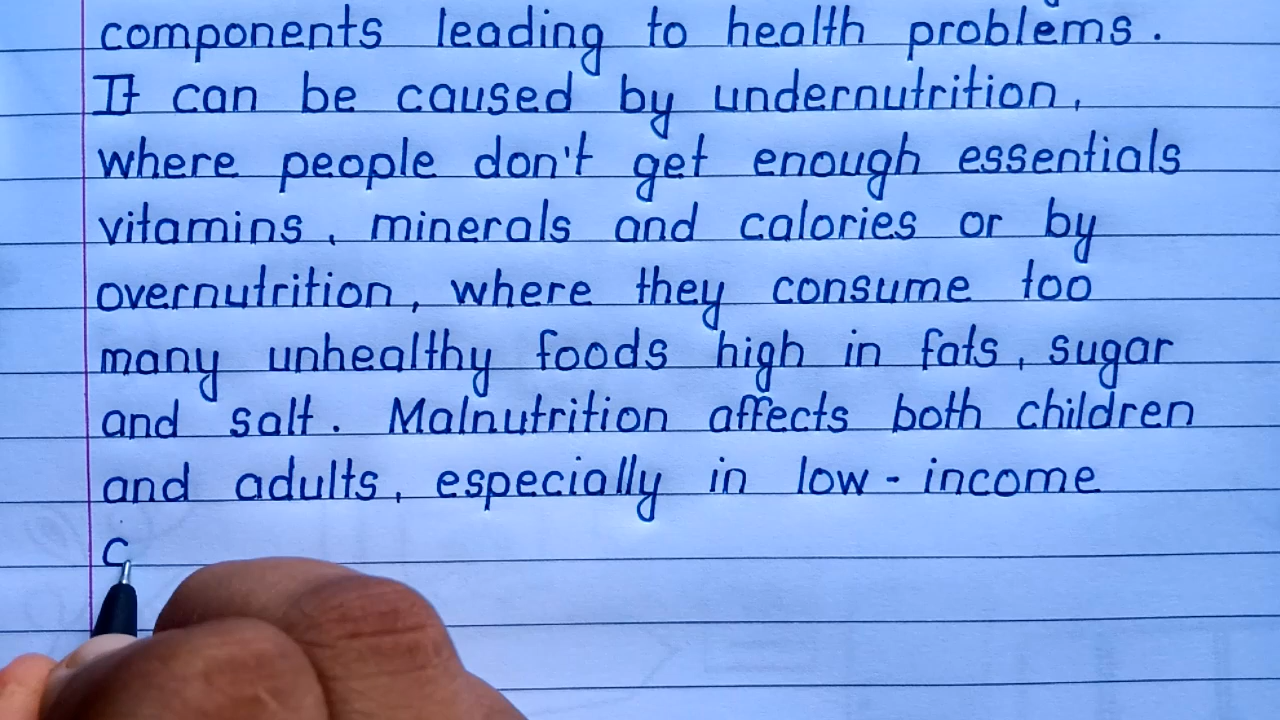 components leading to health problems.
It can be caused by undernutrition,
where people don't get enough essentials
vitamins, minerals and calories or by
overnutrition, where they consume too
many unhealthy foods high in fats, sugar
and salt. Malnutrition affects both children
and adults, especially in low-income
c